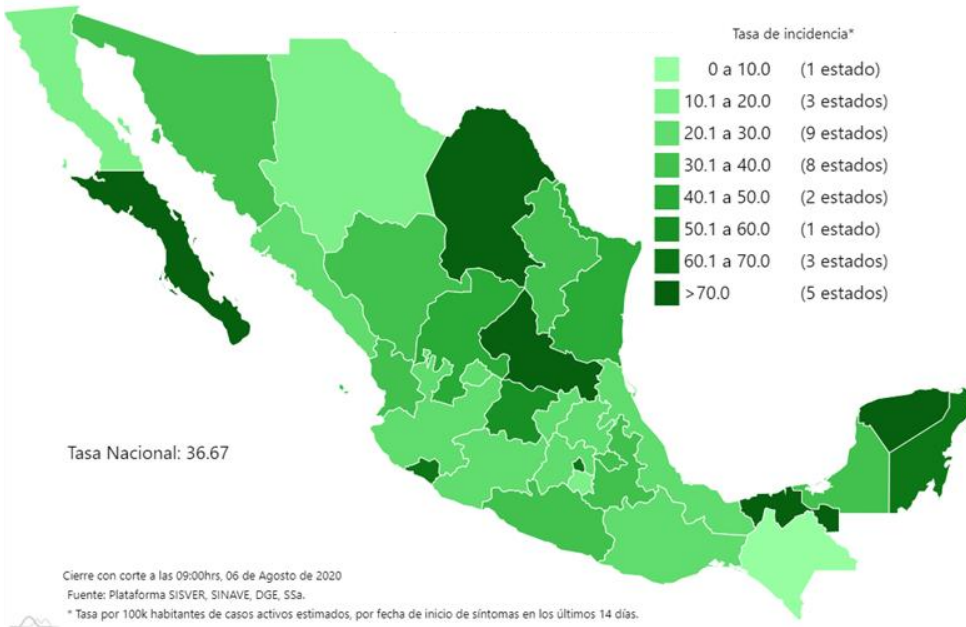 Tasa de incidencia*
0 a 10.0 (1 estado)
10.1 a 20.0 (3 estados)
20.1 a 30.0 (9 estados)
30.1 a 40.0 (8 estados)
40.1 a 50.0 (2 estados)
50.1 a 60.0 (1 estado)
60.1 a 70.0 (3 estados)
>70.0 (5 estados)
Tasa Nacional: 36.67
Cierre con corte a las 09:00hrs, 06 de Agosto de 2020
Fuente: Plataforma SISVER, SINAVE, DGE, SSa.
* Tasa por 100k habitantes de casos activos estimados, por fecha de inicio de síntomas en los últimos 14 días.